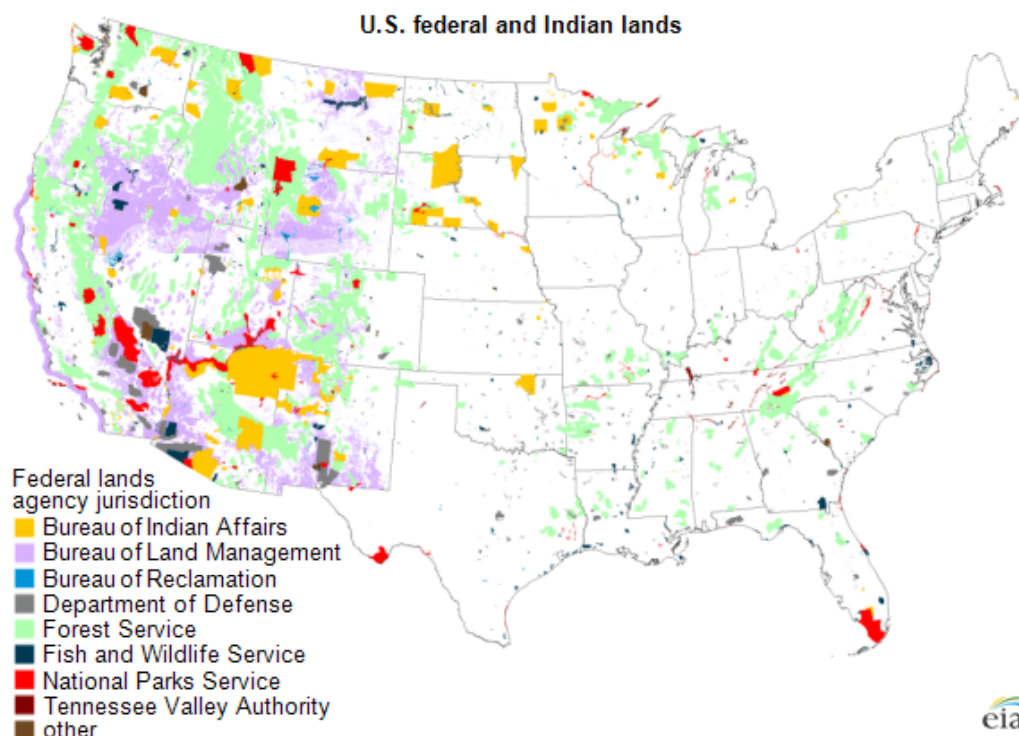 U.S. federal and Indian lands
Federal lands
agency jurisdiction
Bureau of Indian Affairs
Bureau of Land Management
Bureau of Reclamation
Department of Defense
Forest Service
Fish and Wildlife Service
National Parks Service
Tennessee Valley Authority
other
eia